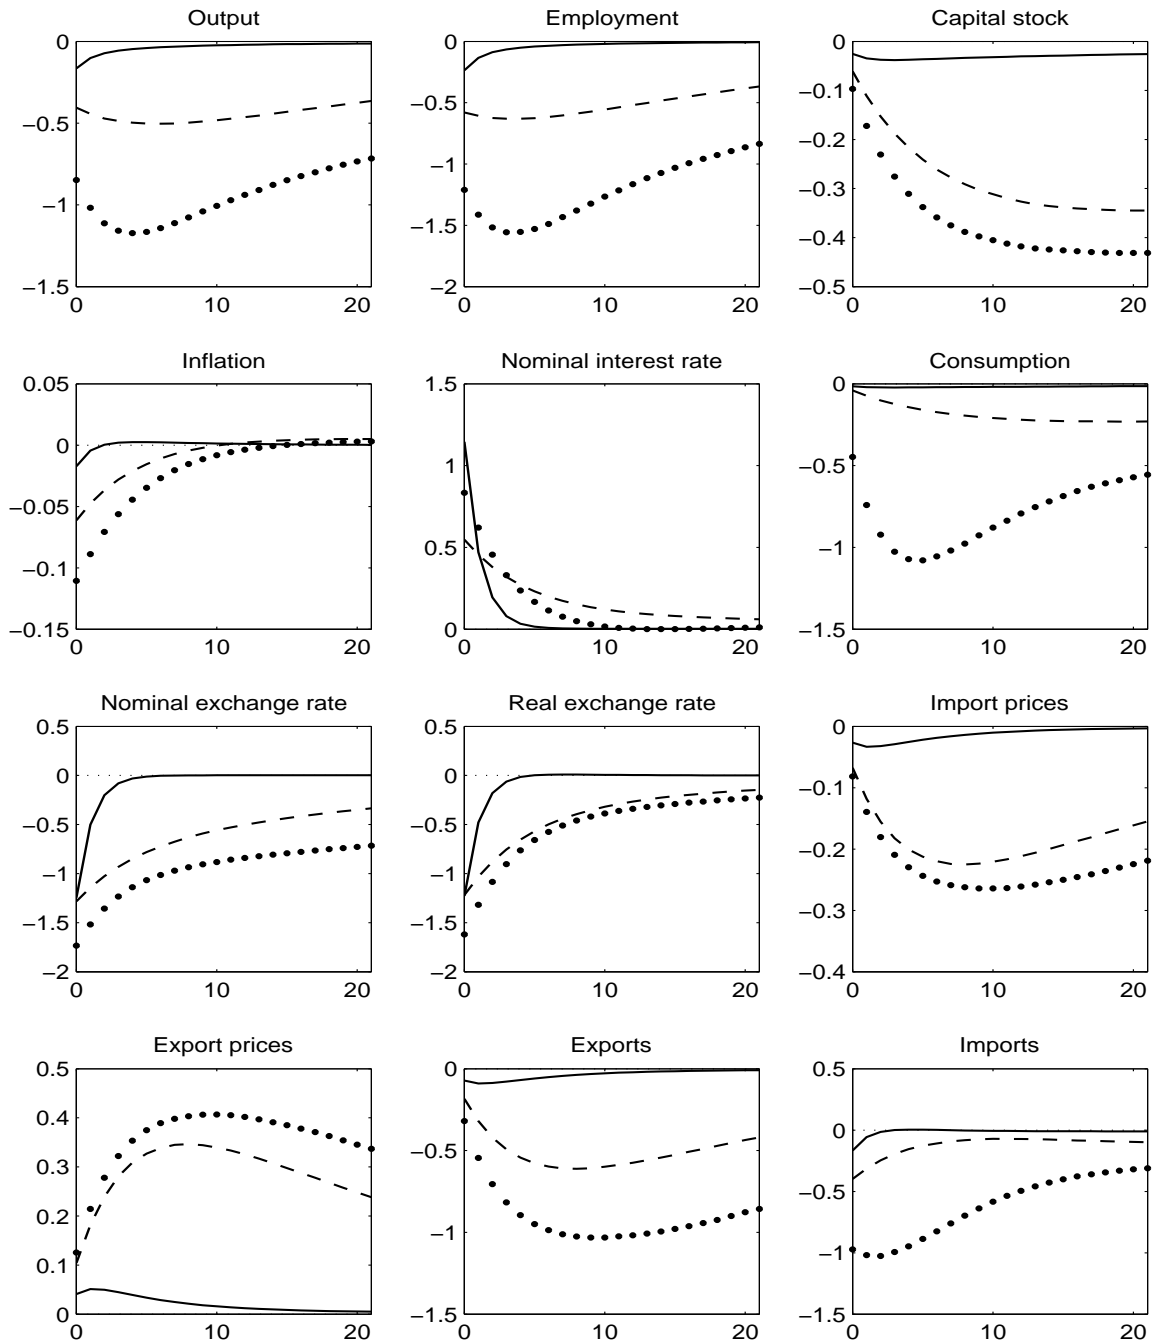 Output
0
−0.5
−1
−1.5
0 10 20
Employment
0
−0.5
−1
−1.5
−2
0 10 20
Capital stock
0
−0.1
−0.2
−0.3
−0.4
−0.5
0 10 20
Inflation
0.05
0
−0.05
−0.1
−0.15
0 10 20
Nominal interest rate
1.5
1
0.5
0
0 10 20
Consumption
0
−0.5
−1
−1.5
0 10 20
Nominal exchange rate
0.5
0
−0.5
−1
−1.5
−2
0 10 20
Real exchange rate
0.5
0
−0.5
−1
−1.5
−2
0 10 20
Import prices
0
−0.1
−0.2
−0.3
−0.4
0 10 20
Export prices
0.5
0.4
0.3
0.2
0.1
0
0 10 20
Exports
0
−0.5
−1
−1.5
0 10 20
Imports
0.5
0
−0.5
−1
−1.5
0 10 20